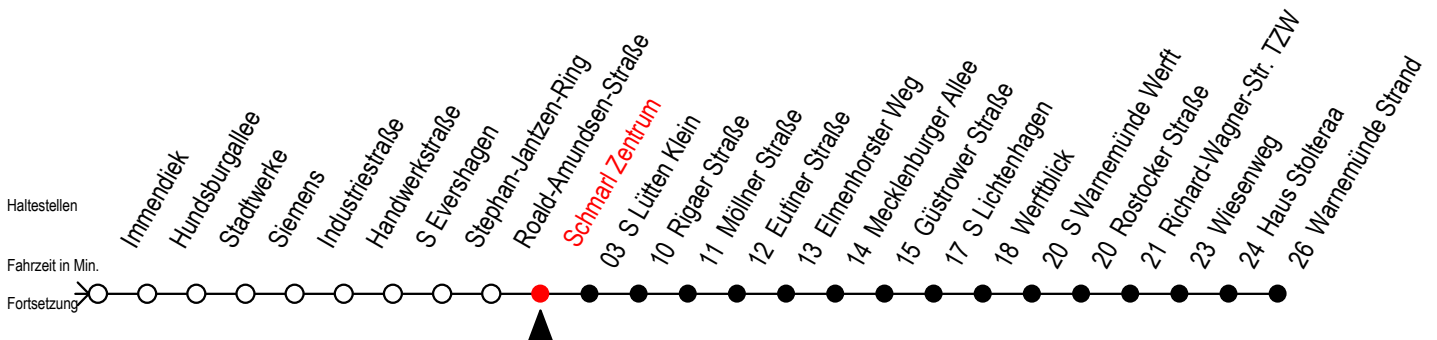 Haltestellen
Fahrzeit in Min.
Fortsetzung
Immendiek
Hundsburgallee
Stadtwerke
Siemens
Industriestraße
Handwerkstraße
S Evershagen
Stephan-Jantzen-Ring
Roald-Amundsen-Straße
Schmarl Zentrum
03 S Lütten Klein
10 Rigaer Straße
11 Möllner Straße
12 Eutiner Straße
13 Elmenhorster Weg
14 Mecklenburger Allee
15 Güstrower Straße
17 S Lichtenhagen
18 Werftblick
20 S Warnemünde Werft
20 Rostocker Straße
21 Richard-Wagner-Str. TZW
23 Wiesenweg
24 Haus Stolteraa
26 Warnemünde Strand